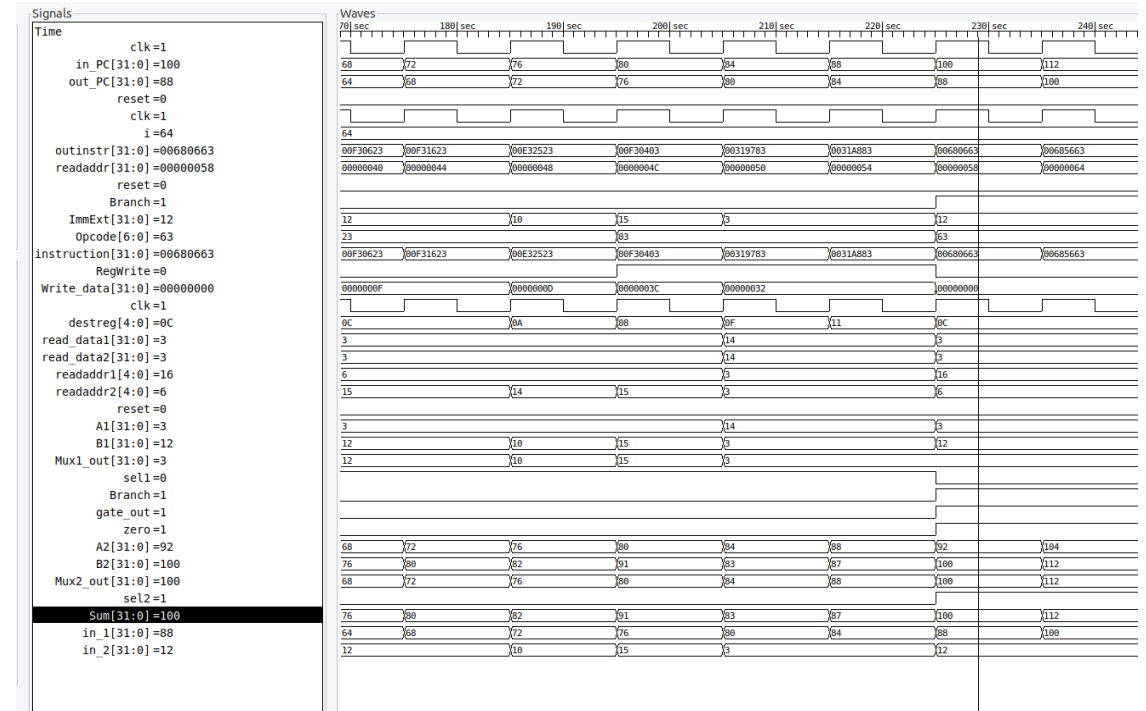 Signals Waves
Time 70 sec 180 sec 190 sec 200 sec 210 sec 220 sec 230 sec 240 sec
clk=1
in_PC[31:0]=100 68 72 76 80 84 88 100 112
out_PC[31:0]=88 64 68 72 76 80 84 88 100
reset=0
clk=1
i=64 64
outinstr[31:0]=00680663 00F30623 00F31623 00E32523 00F30403 00319783 0031A883 00680663 00685663
readaddr[31:0]=00000058 00000040 00000044 00000048 0000004C 00000050 00000054 00000058 00000064
reset=0
Branch=1
ImmExt[31:0]=12 12 10 15 3 12
Opcode[6:0]=63 23 03 63
instruction[31:0]=00680663 00F30623 00F31623 00E32523 00F30403 00319783 0031A883 00680663 00685663
RegWrite=0
Write_data[31:0]=00000000 0000000F 0000000D 0000003C 00000032 00000000
clk=1
destreg[4:0]=0C 0C 0A 08 0F 11 0C
read_data1[31:0]=3 3 14 3
read_data2[31:0]=3 3 14 3
readaddr1[4:0]=16 6 3 16
readaddr2[4:0]=6 15 14 15 3 6
reset=0
A1[31:0]=3 3 14 3
B1[31:0]=12 12 10 15 3 12
Mux1_out[31:0]=3 12 10 15 3
sel1=0
Branch=1
gate_out=1
zero=1
A2[31:0]=92 68 72 76 80 84 88 92 104
B2[31:0]=100 76 80 82 91 83 87 100 112
Mux2_out[31:0]=100 68 72 76 80 84 88 100 112
sel2=1
Sum[31:0]=100 76 80 82 91 83 87 100 112
in_1[31:0]=88 64 68 72 76 80 84 88 100
in_2[31:0]=12 12 10 15 3 12